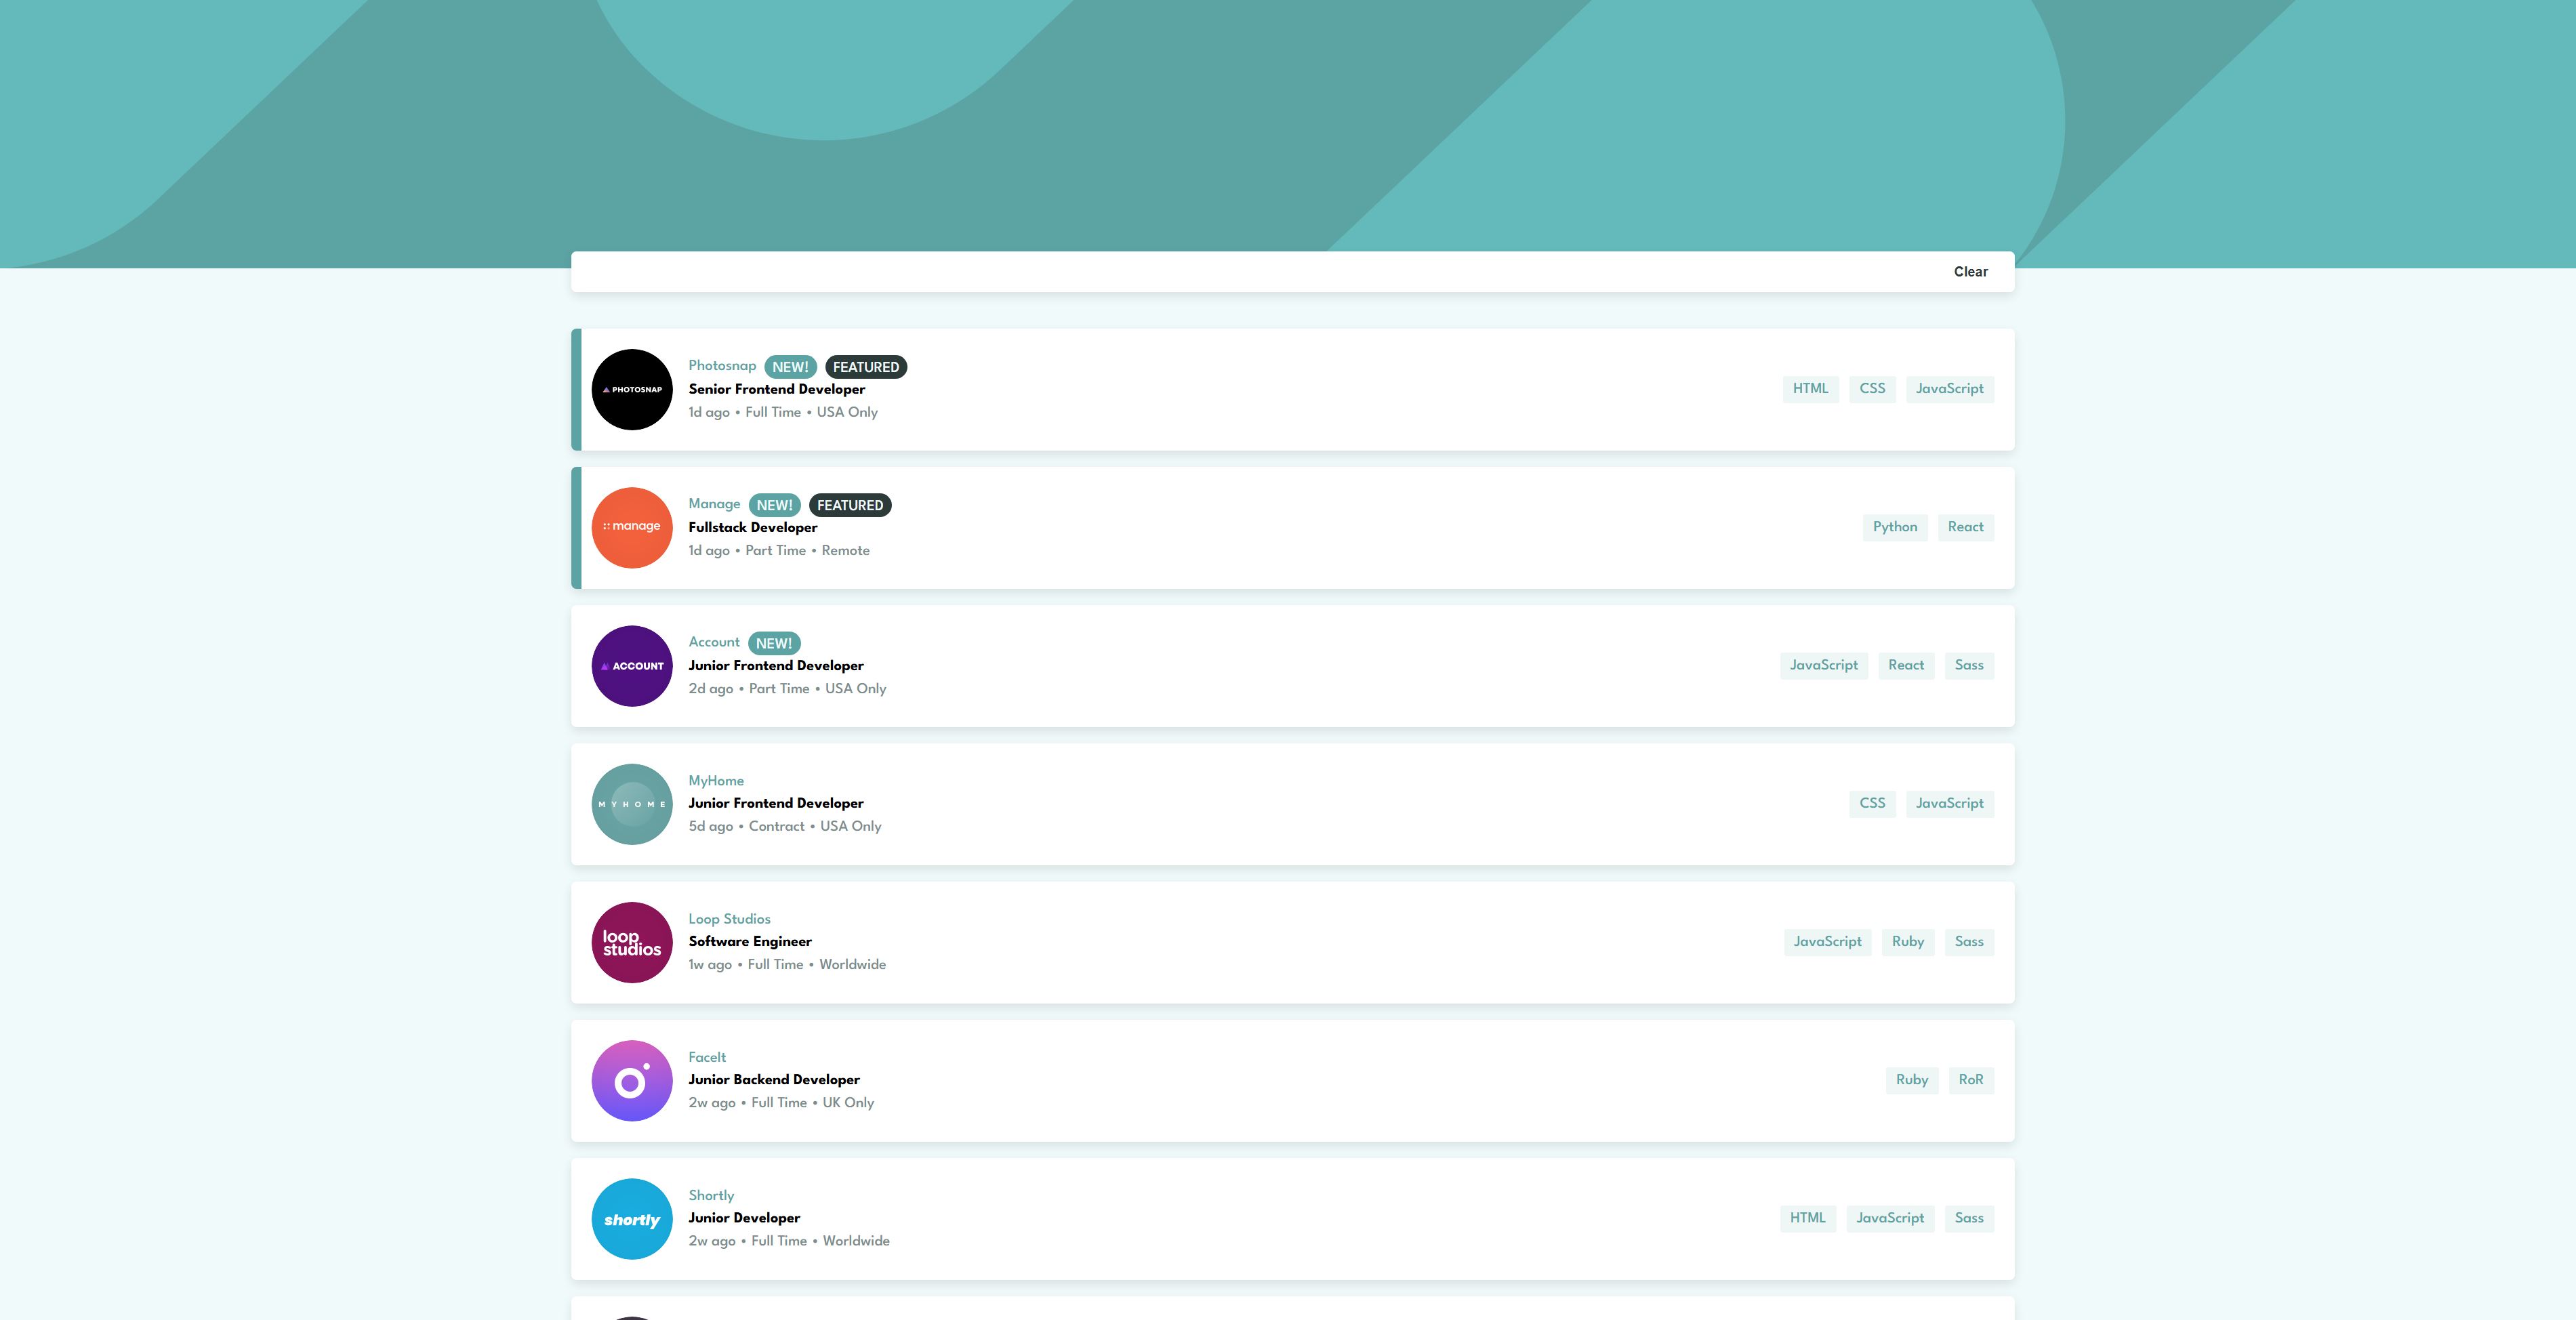 Clear
PHOTOSNAP
Photosnap NEW! FEATURED
Senior Frontend Developer
1d ago • Full Time • USA Only
HTML CSS JavaScript
manage
Manage NEW! FEATURED
Fullstack Developer
1d ago • Part Time • Remote
Python React
ACCOUNT
Account NEW!
Junior Frontend Developer
2d ago • Part Time • USA Only
JavaScript React Sass
MYHOME
MyHome
Junior Frontend Developer
5d ago • Contract • USA Only
CSS JavaScript
loop
studios
Loop Studios
Software Engineer
1w ago • Full Time • Worldwide
JavaScript Ruby Sass
FaceIt
Junior Backend Developer
2w ago • Full Time • UK Only
Ruby RoR
shortly
Shortly
Junior Developer
2w ago • Full Time • Worldwide
HTML JavaScript Sass